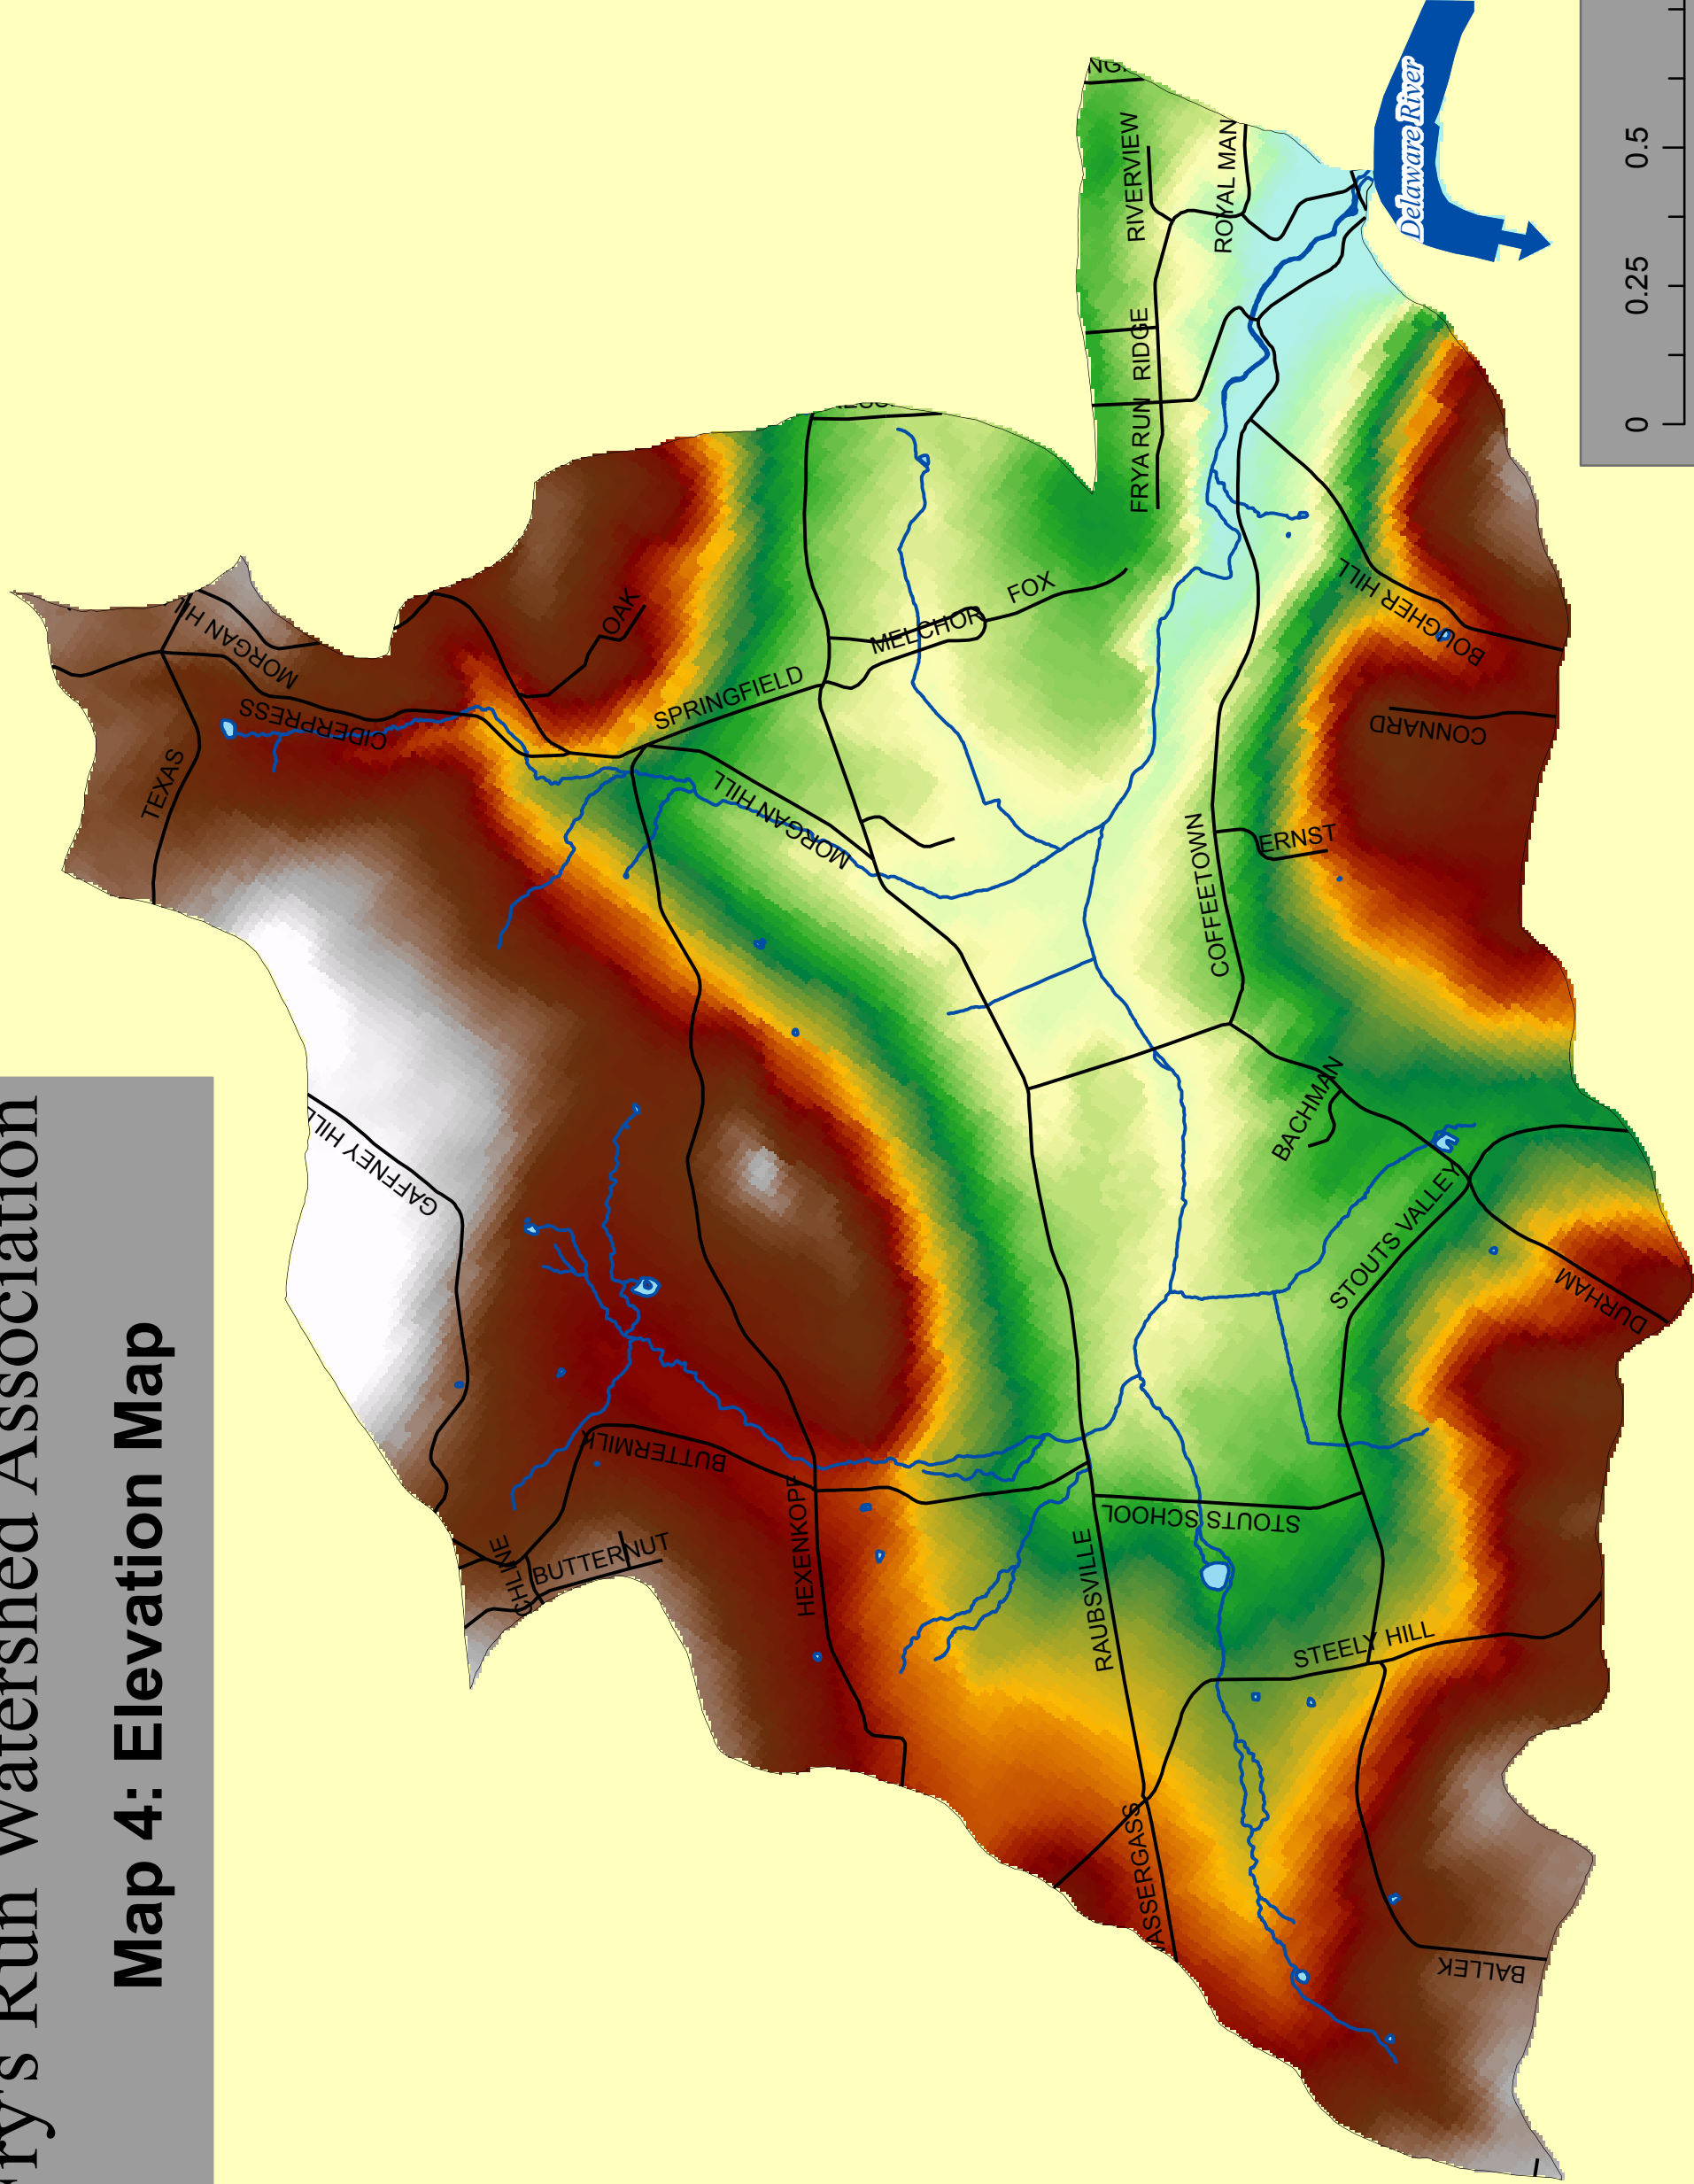 Fry's Run Watershed Association
Map 4: Elevation Map
TEXAS
MORGAN HILL
CIDERPRESS
OAK
SPRINGFIELD
MELCHOR
FOX
MORGAN HILL
GAFFNEY HILL
BUTTERMILK
BUTTERNUT
HEXENKOPF
RAUBSVILLE
STOUTS SCHOOL
STEELY HILL
BALLEK
STOUTS VALLEY
BACHMAN
DURHAM
COFFEETOWN
ERNST
CONNARD
BOUGHER HILL
FRYA RUN
RIDGE
RIVERVIEW
ROYAL MAN
Delaware River
0
0.25
0.5